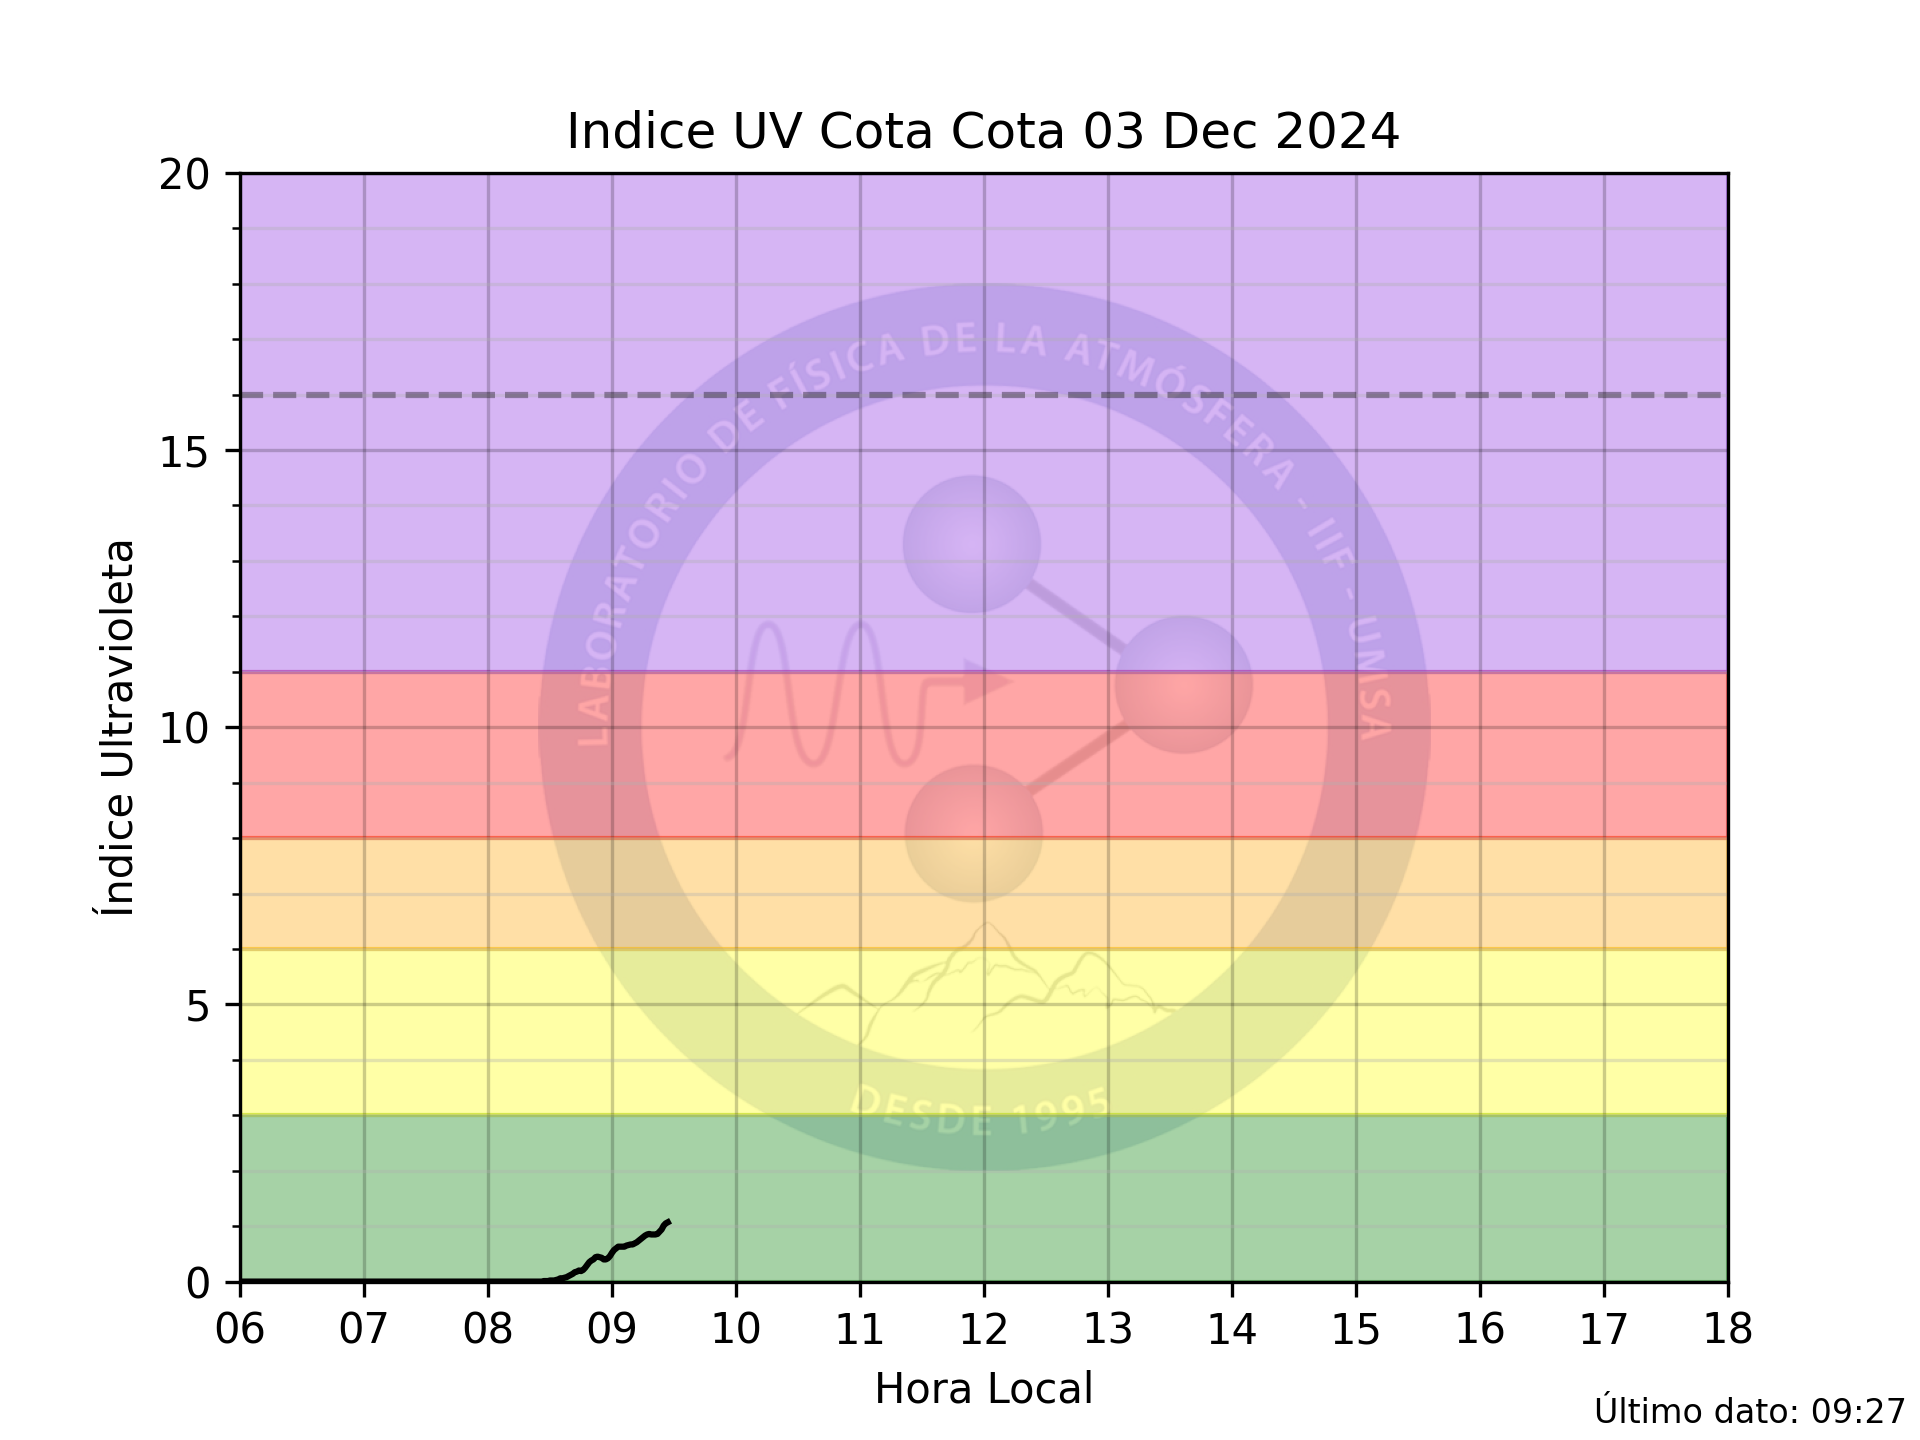 Indice UV Cota Cota 03 Dec 2024
20
15
10
5
0
Índice Ultravioleta
LABORATORIO DE FÍSICA DE LA ATMÓSFERA - IIF - UMSA
DESDE 1995
06 07 08 09 10 11 12 13 14 15 16 17 18
Hora Local
Último dato: 09:27